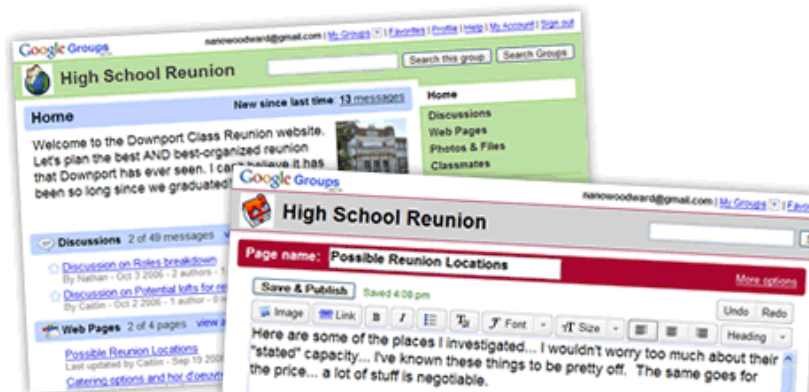 Google Groups
nanowoodward@gmail.com | My Groups | Favorites | Profile | Help | My Account | Sign out
High School Reunion
Search this group
Search Groups
Home
New since last time 13 messages
Welcome to the Downport Class Reunion website.
Let's plan the best AND best-organized reunion
that Downport has ever seen. I can't believe it has
been so long since we graduated!
Home
Discussions
Web Pages
Photos & Files
Classmates
Discussions 2 of 49 messages
Discussion on Roles breakdown
By Nathan - Oct 3 2006 - 2 authors - 1
Discussion on Potential lofts for re
By Caitlin - Oct 2 2006 - 1 author - 0
Web Pages 2 of 4 pages view a
Possible Reunion Locations
Last updated by Caitlin - Sep 19 200
Catering options and hor d'oeuvr
Google Groups
nanowoodward@gmail.com | My Groups | Favo
High School Reunion
Page name: Possible Reunion Locations
More options
Save & Publish Saved 4:08 pm
Undo Redo
Image Link B I Font Size Heading
Here are some of the places I investigated... I wouldn't worry too much about their
"stated" capacity... I've known these things to be pretty off. The same goes for
the price... a lot of stuff is negotiable.